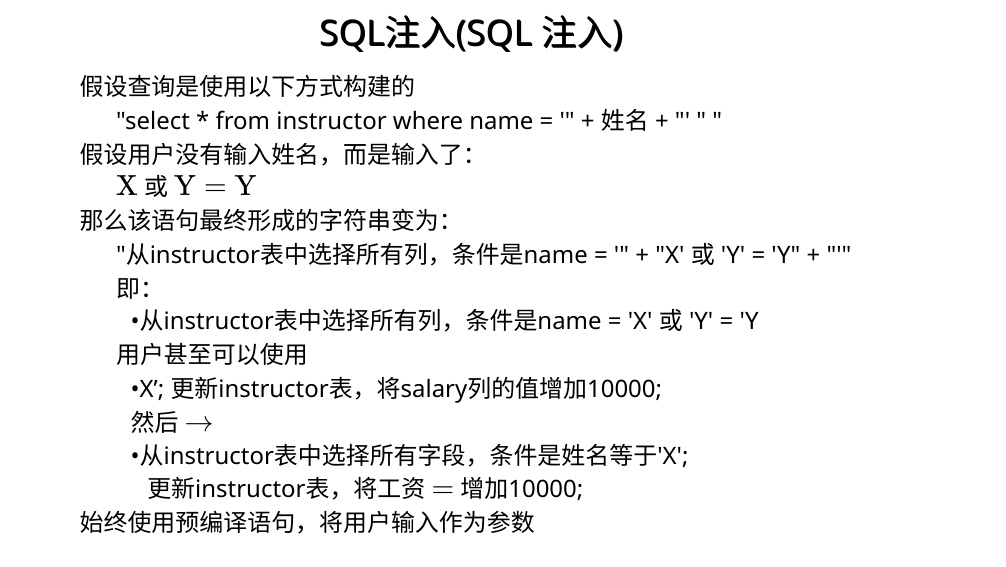 SQL注入(SQL 注入)
假设查询是使用以下方式构建的
"select * from instructor where name = '" + 姓名 + "' " "
假设用户没有输入姓名，而是输入了：
X 或 Y = Y
那么该语句最终形成的字符串变为：
"从instructor表中选择所有列，条件是name = '" + "X' 或 'Y' = 'Y" + "'"
即：
•从instructor表中选择所有列，条件是name = 'X' 或 'Y' = 'Y
用户甚至可以使用
•X’; 更新instructor表，将salary列的值增加10000;
然后 →
•从instructor表中选择所有字段，条件是姓名等于'X';
更新instructor表，将工资 = 增加10000;
始终使用预编译语句，将用户输入作为参数